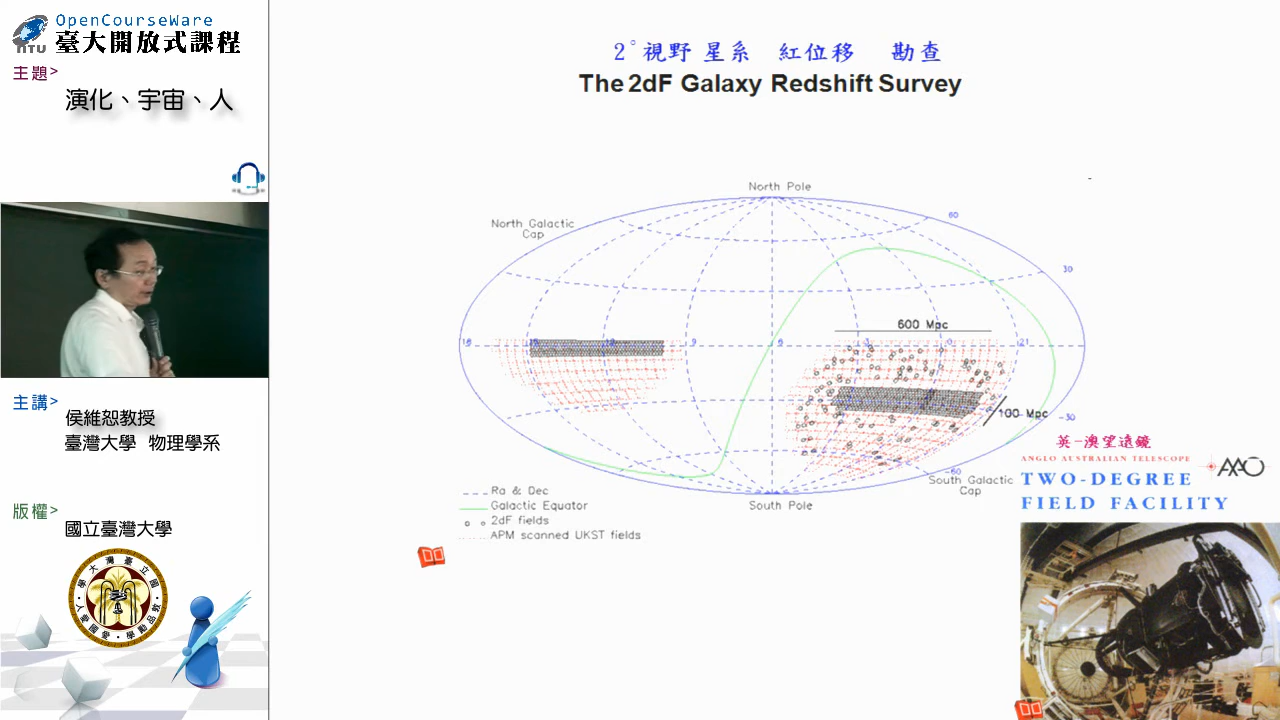 OpenCourseWare
NTU
臺大開放式課程
主題>
演化、宇宙、人
主講>
侯維恕教授
臺灣大學 物理學系
版權>
國立臺灣大學
2°視野 星系 紅位移 勘查
The 2dF Galaxy Redshift Survey
North Pole
North Galactic
Cap
60
30
600 Mpc
18
9
6
3
0
21
100 Mpc
-30
-60
South Galactic
Cap
South Pole
Ra & Dec
Galactic Equator
2dF fields
APM scanned UKST fields
英-澳望遠鏡
ANGLO AUSTRALIAN TELESCOPE
AAO
TWO-DEGREE
FIELD FACILITY